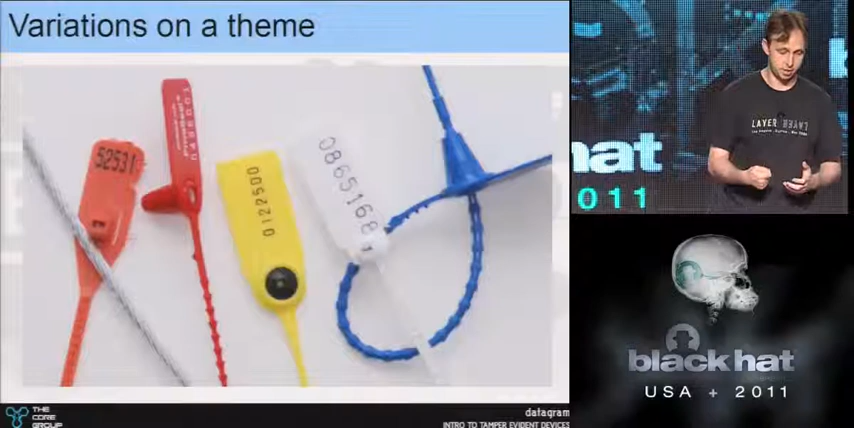 Variations on a theme
52531
0122500
08651688
THE
CORE
GROUP
datagram
INTRO TO TAMPER EVIDENT DEVICES
LAYER
hat
011
black hat
USA + 2011